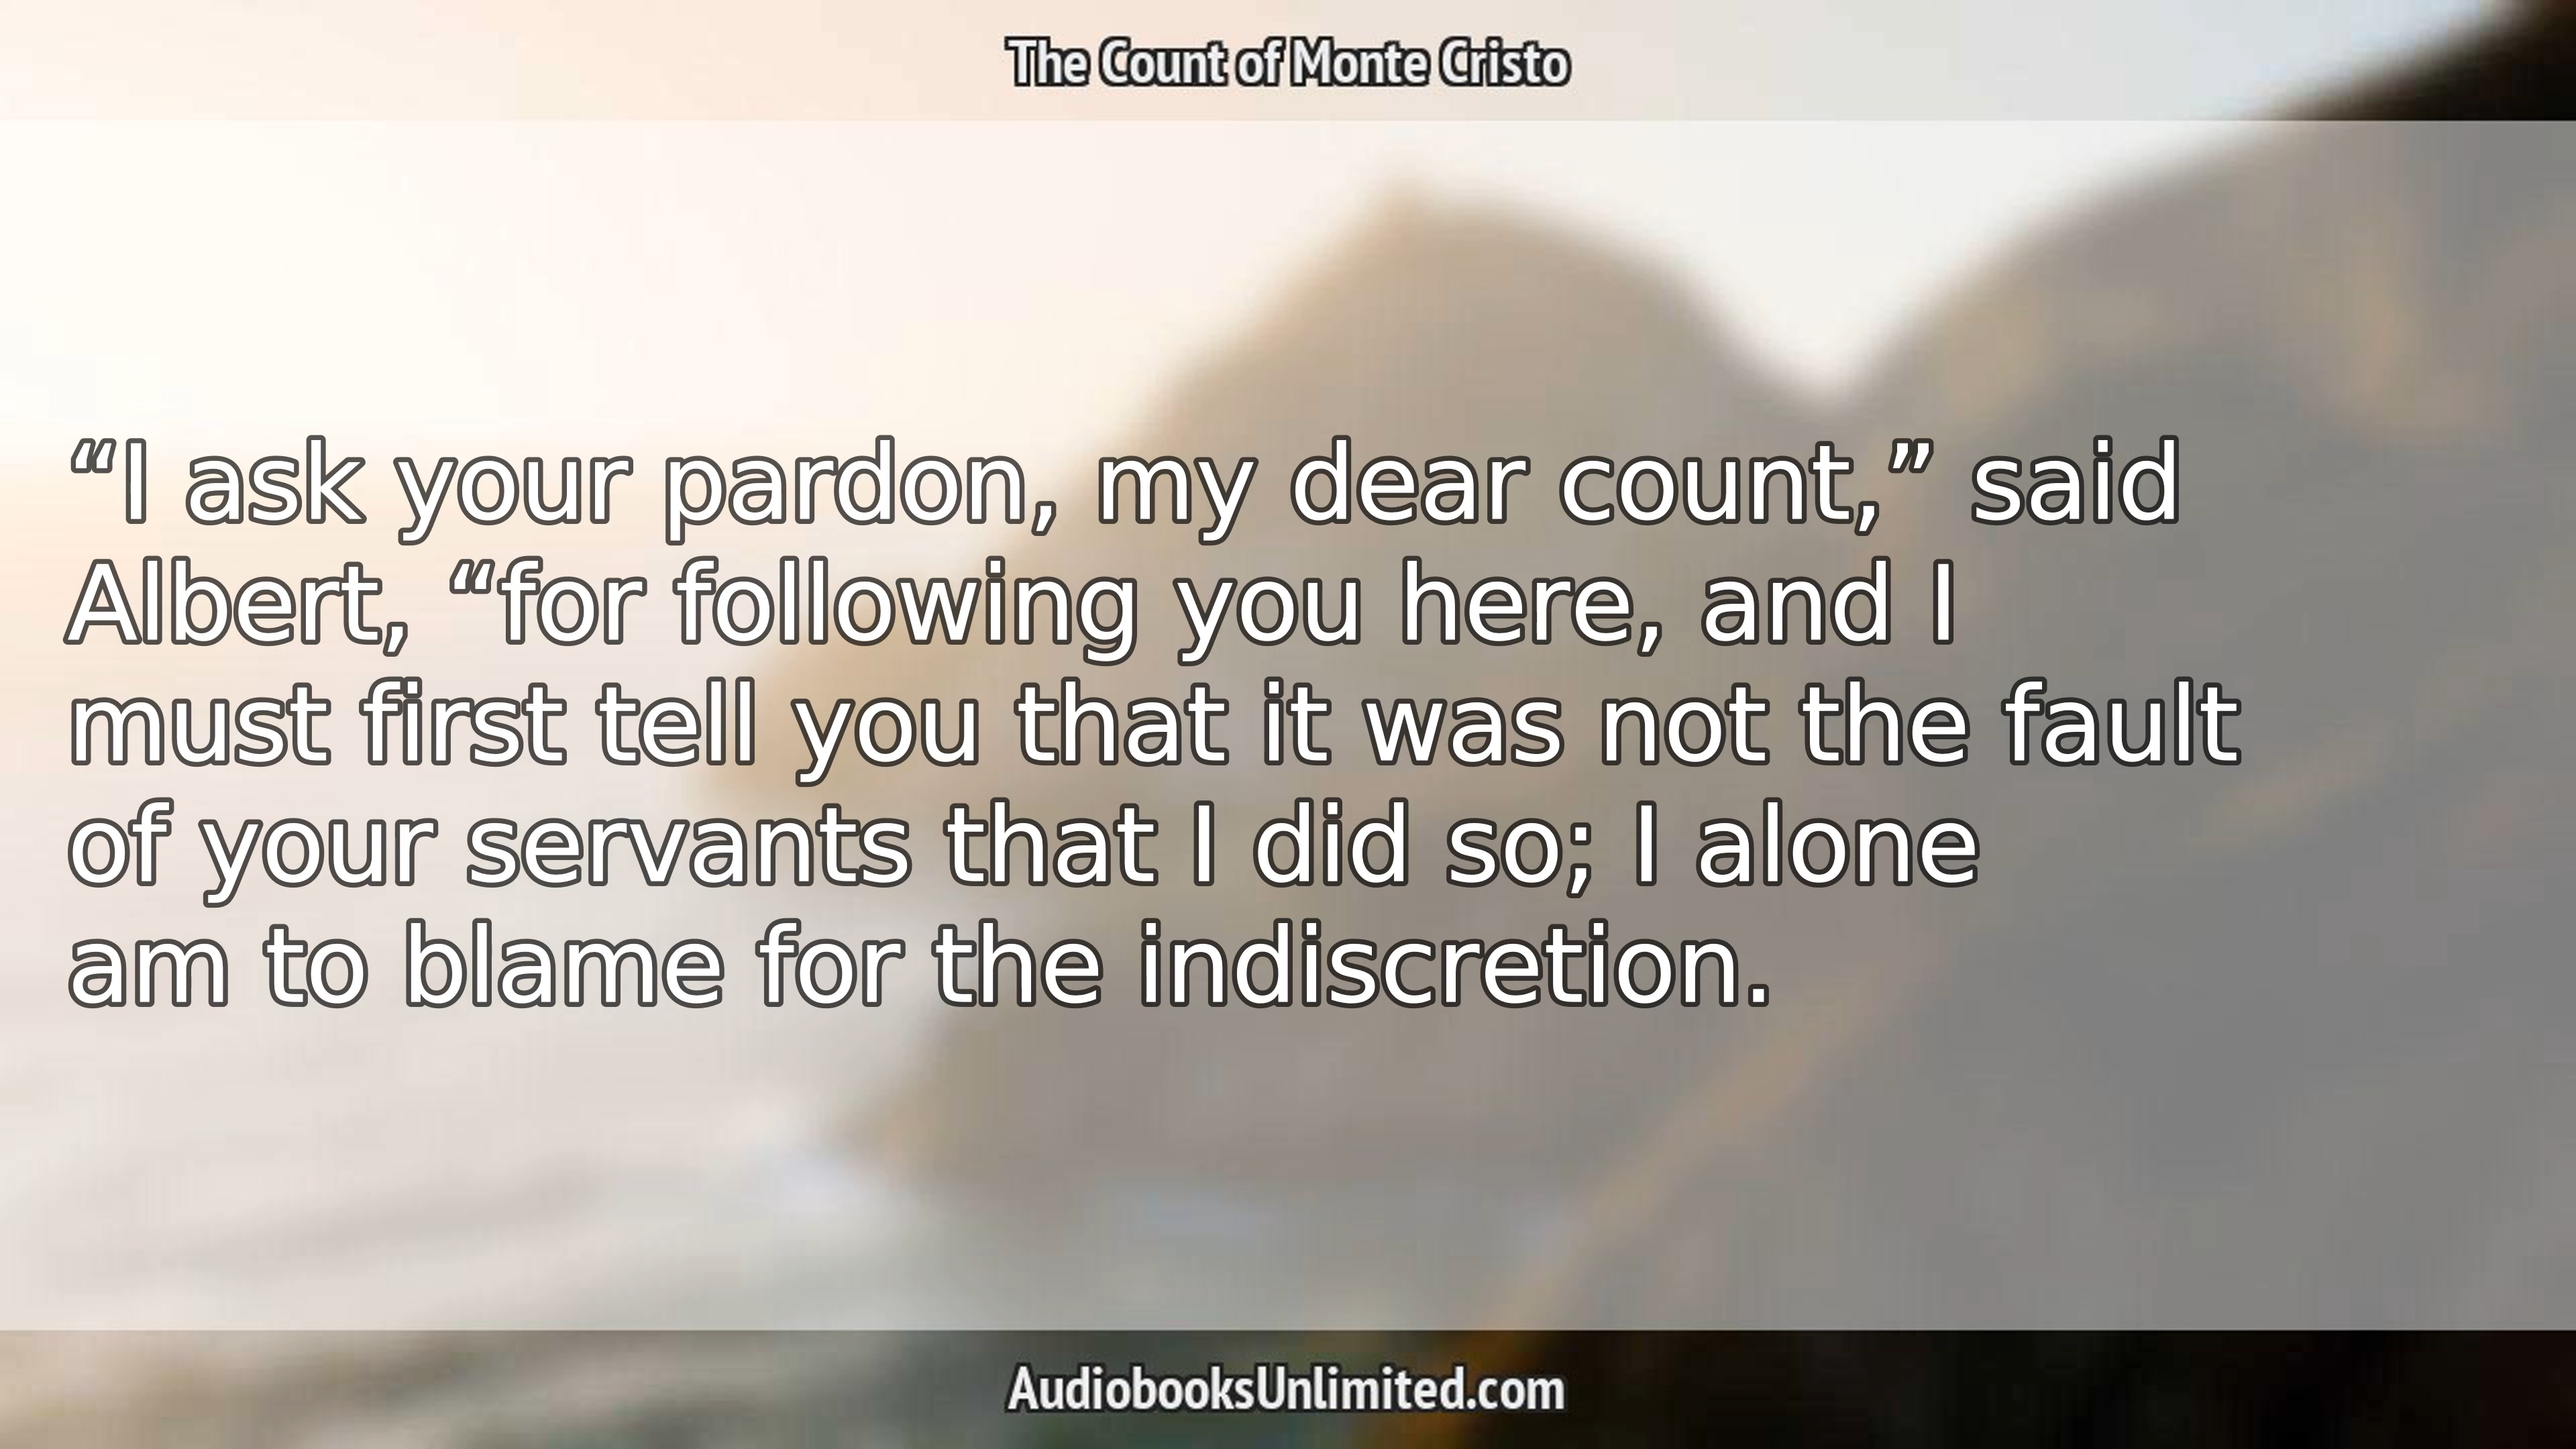 The Count of Monte Cristo
“I ask your pardon, my dear count,” said
Albert, “for following you here, and I
must first tell you that it was not the fault
of your servants that I did so; I alone
am to blame for the indiscretion.
AudiobooksUnlimited.com